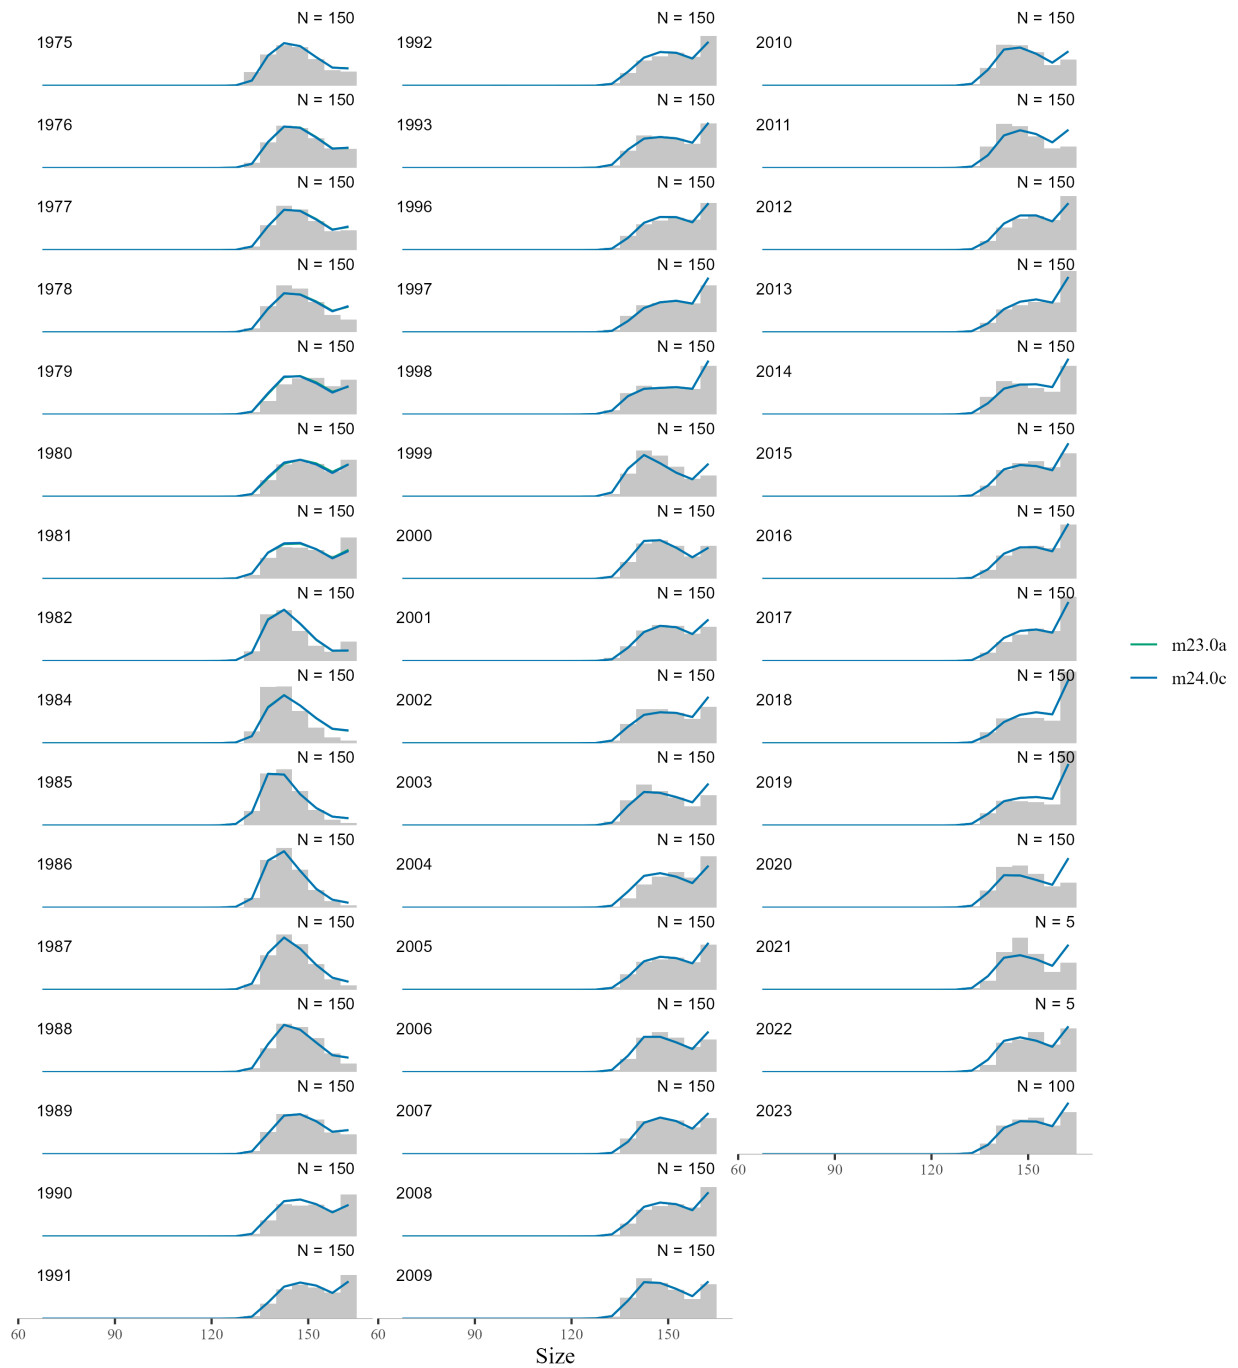 N = 150
1975
N = 150
1976
N = 150
1977
N = 150
1978
N = 150
1979
N = 150
1980
N = 150
1981
N = 150
1982
N = 150
1984
N = 150
1985
N = 150
1986
N = 150
1987
N = 150
1988
N = 150
1989
N = 150
1990
N = 150
1991
60 90 120 150
N = 150
1992
N = 150
1993
N = 150
1996
N = 150
1997
N = 150
1998
N = 150
1999
N = 150
2000
N = 150
2001
N = 150
2002
N = 150
2003
N = 150
2004
N = 150
2005
N = 150
2006
N = 150
2007
N = 150
2008
N = 150
2009
60 90 120 150
N = 150
2010
N = 150
2011
N = 150
2012
N = 150
2013
N = 150
2014
N = 150
2015
N = 150
2016
N = 150
2017
N = 150
2018
N = 150
2019
N = 150
2020
N = 5
2021
N = 5
2022
N = 100
2023
60 90 120 150
Size
m23.0a
m24.0c